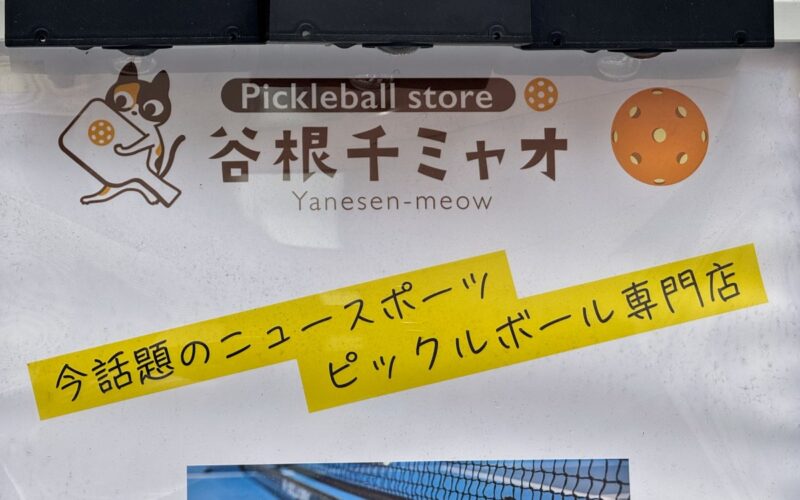 Pickleball store
谷根千ミャオ
Yanesen-meow
今話題のニュースポーツ
ピックルボール専門店